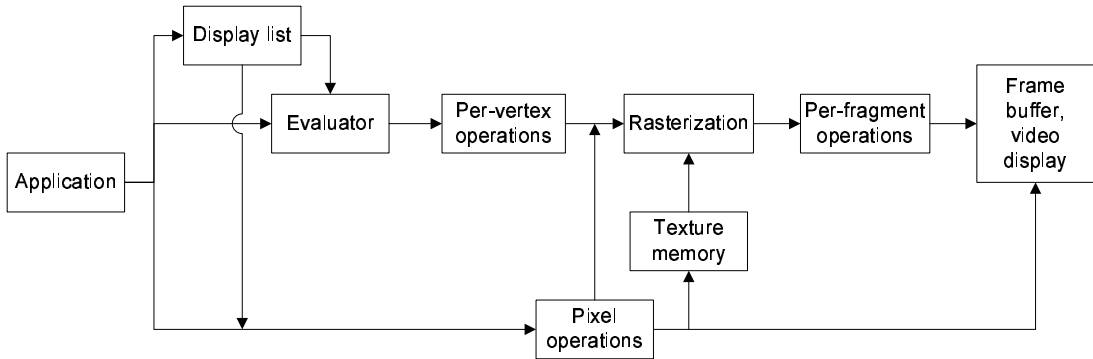 Display list
Evaluator
Per-vertex
operations
Rasterization
Per-fragment
operations
Frame
buffer,
video
display
Application
Texture
memory
Pixel
operations